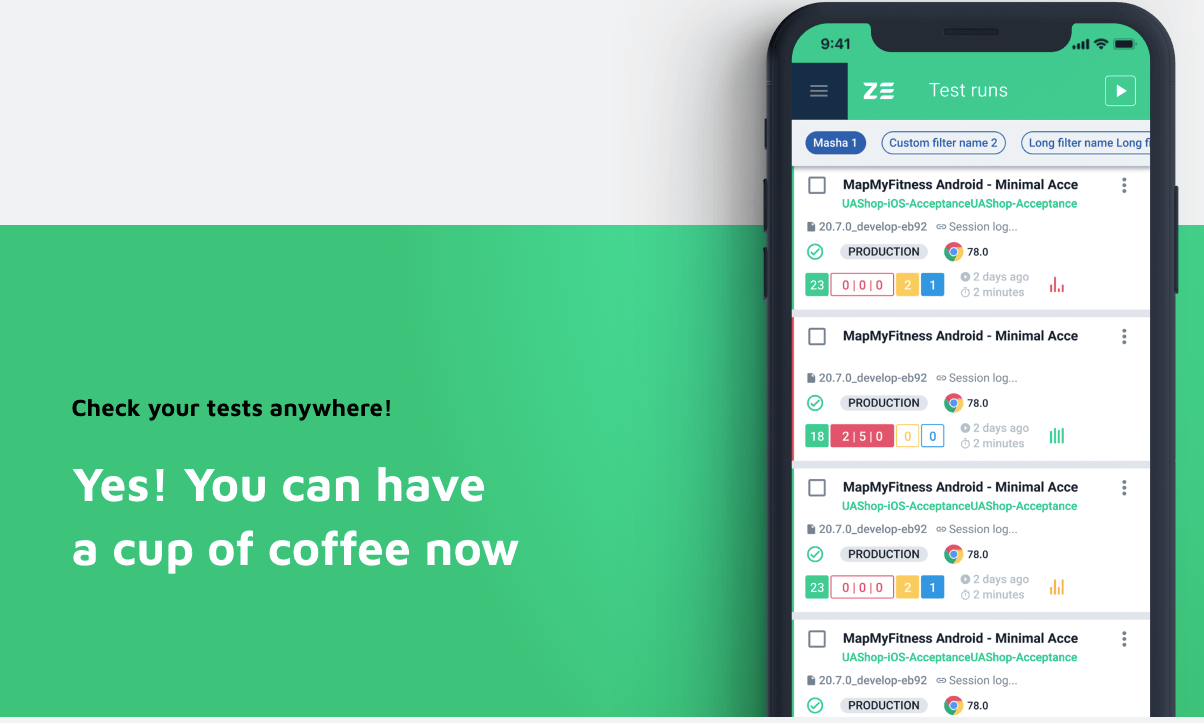 9:41
ZE Test runs
Masha 1 Custom filter name 2 Long filter name Long fi
MapMyFitness Android - Minimal Acce
UAShop-iOS-AcceptanceUAShop-Acceptance
20.7.0_develop-eb92 Session log...
PRODUCTION 78.0
23 0 | 0 | 0 2 1 2 days ago
2 minutes
MapMyFitness Android - Minimal Acce
20.7.0_develop-eb92 Session log...
PRODUCTION 78.0
18 2 | 5 | 0 0 0 2 days ago
2 minutes
MapMyFitness Android - Minimal Acce
UAShop-iOS-AcceptanceUAShop-Acceptance
20.7.0_develop-eb92 Session log...
PRODUCTION 78.0
23 0 | 0 | 0 2 1 2 days ago
2 minutes
MapMyFitness Android - Minimal Acce
UAShop-iOS-AcceptanceUAShop-Acceptance
20.7.0_develop-eb92 Session log...
PRODUCTION 78.0
Check your tests anywhere!
Yes! You can have
a cup of coffee now